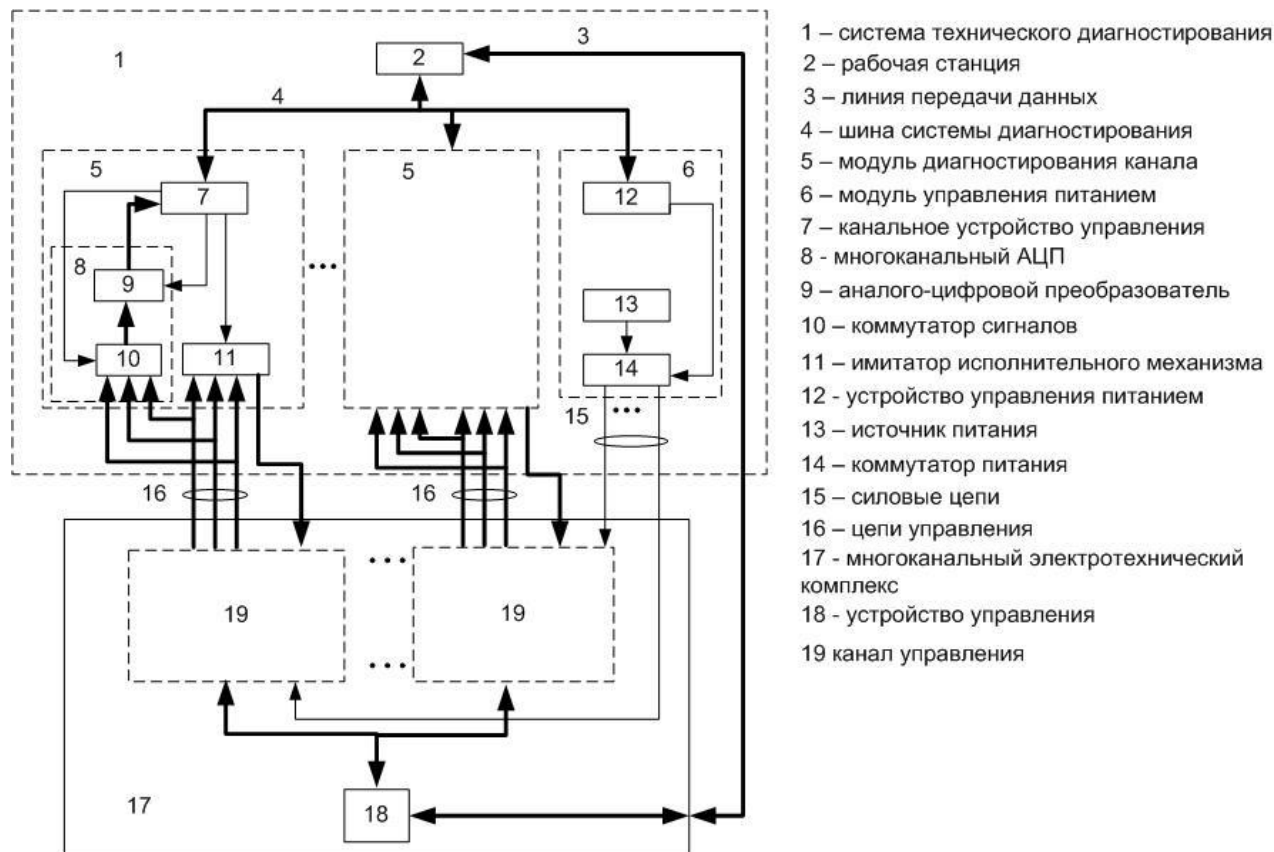 1
2
3
4
5
5
6
7
12
8
9
10
11
13
14
15
16
16
19
19
17
18
1 – система технического диагностирования
2 – рабочая станция
3 – линия передачи данных
4 – шина системы диагностирования
5 – модуль диагностирования канала
6 – модуль управления питанием
7 – канальное устройство управления
8 - многоканальный АЦП
9 – аналого-цифровой преобразователь
10 – коммутатор сигналов
11 – имитатор исполнительного механизма
12 - устройство управления питанием
13 – источник питания
14 – коммутатор питания
15 – силовые цепи
16 – цепи управления
17 - многоканальный электротехнический
комплекс
18 - устройство управления
19 канал управления